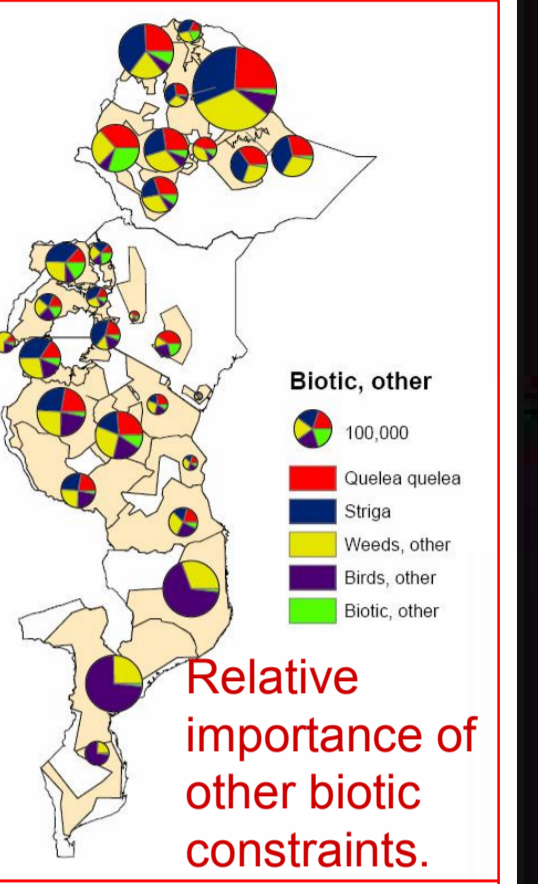 Biotic, other
100,000
Quelea quelea
Striga
Weeds, other
Birds, other
Biotic, other
Relative
importance of
other biotic
constraints.